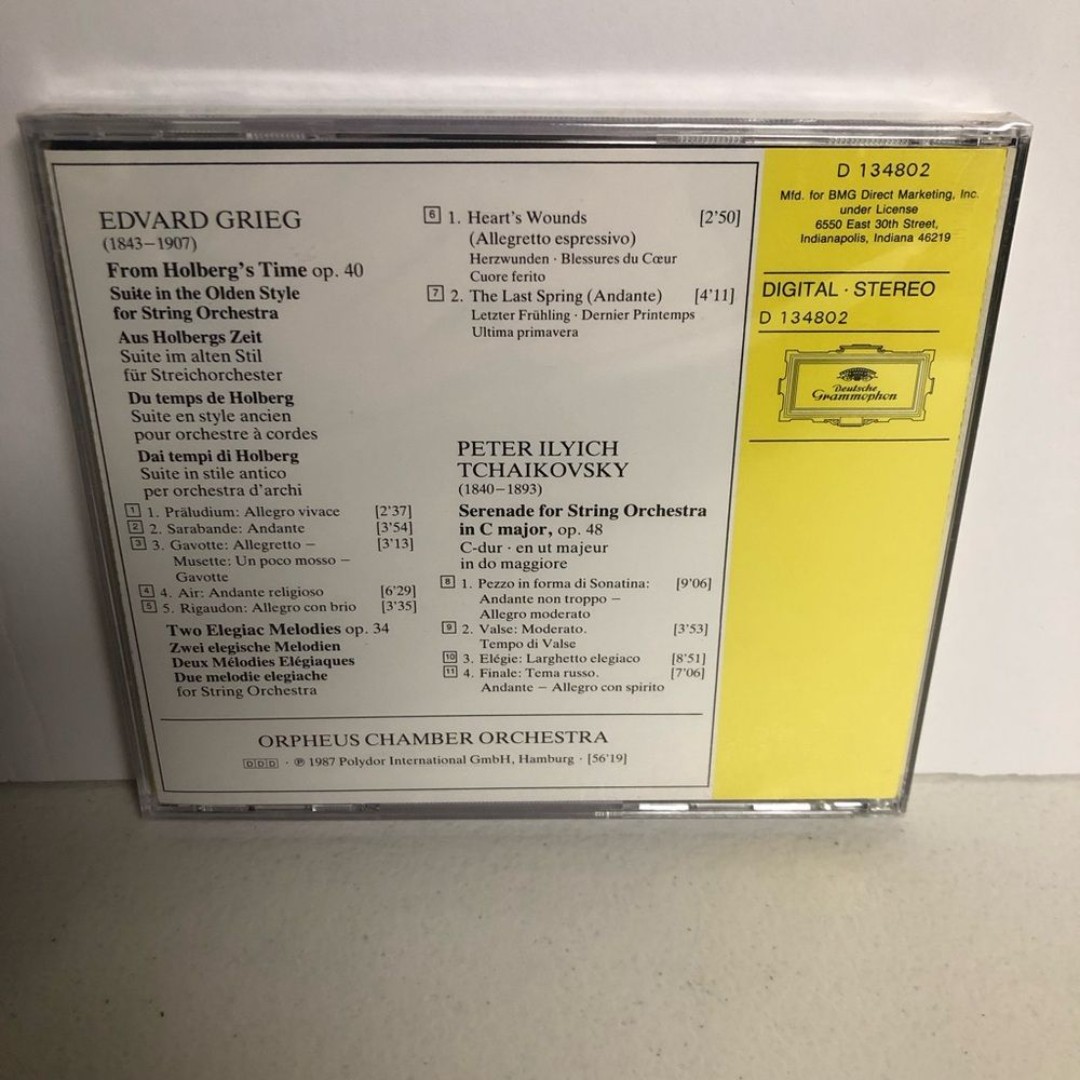 EDVARD GRIEG
(1843–1907)
From Holberg's Time op. 40
Suite in the Olden Style
for String Orchestra
Aus Holbergs Zeit
Suite im alten Stil
für Streichorchester
Du temps de Holberg
Suite en style ancien
pour orchestre à cordes
Dai tempi di Holberg
Suite in stile antico
per orchestra d'archi
1 1. Präludium: Allegro vivace [2'37]
2 2. Sarabande: Andante [3'54]
3 3. Gavotte: Allegretto – [3'13]
Musette: Un poco mosso –
Gavotte
4 4. Air: Andante religioso [6'29]
5 5. Rigaudon: Allegro con brio [3'35]
Two Elegiac Melodies op. 34
Zwei elegische Melodien
Deux Mélodies Elégiaques
Due melodie elegiache
for String Orchestra
6 1. Heart's Wounds [2'50]
(Allegretto espressivo)
Herzwunden · Blessures du Cœur
Cuore ferito
7 2. The Last Spring (Andante) [4'11]
Letzter Frühling · Dernier Printemps
Ultima primavera
PETER ILYICH
TCHAIKOVSKY
(1840–1893)
Serenade for String Orchestra
in C major, op. 48
C-dur · en ut majeur
in do maggiore
8 1. Pezzo in forma di Sonatina: [9'06]
Andante non troppo –
Allegro moderato
9 2. Valse: Moderato. [3'53]
Tempo di Valse
10 3. Elégie: Larghetto elegiaco [8'51]
11 4. Finale: Tema russo. [7'06]
Andante – Allegro con spirito
ORPHEUS CHAMBER ORCHESTRA
DDD · ℗ 1987 Polydor International GmbH, Hamburg · [56'19]
D 134802
Mfd. for BMG Direct Marketing, Inc.
under License
6550 East 30th Street,
Indianapolis, Indiana 46219
DIGITAL · STEREO
D 134802
Deutsche
Grammophon